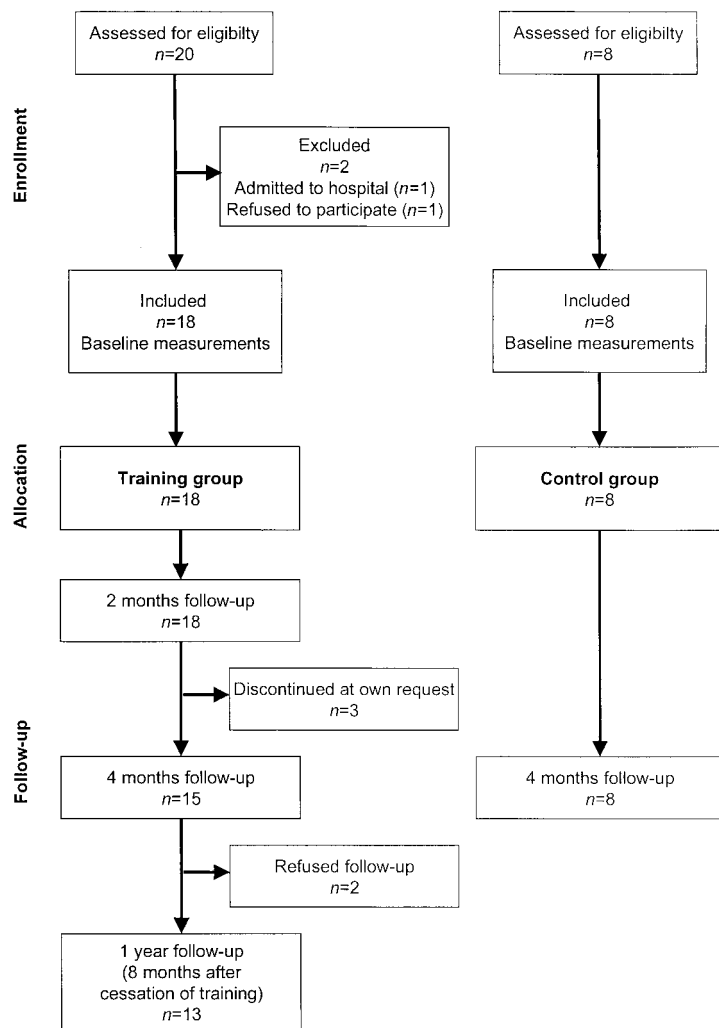 Assessed for eligibilty
n=20
Assessed for eligibilty
n=8
Enrollment
Excluded
n=2
Admitted to hospital (n=1)
Refused to participate (n=1)
Included
n=18
Baseline measurements
Included
n=8
Baseline measurements
Allocation
Training group
n=18
Control group
n=8
2 months follow-up
n=18
Discontinued at own request
n=3
Follow-up
4 months follow-up
n=15
4 months follow-up
n=8
Refused follow-up
n=2
1 year follow-up
(8 months after
cessation of training)
n=13